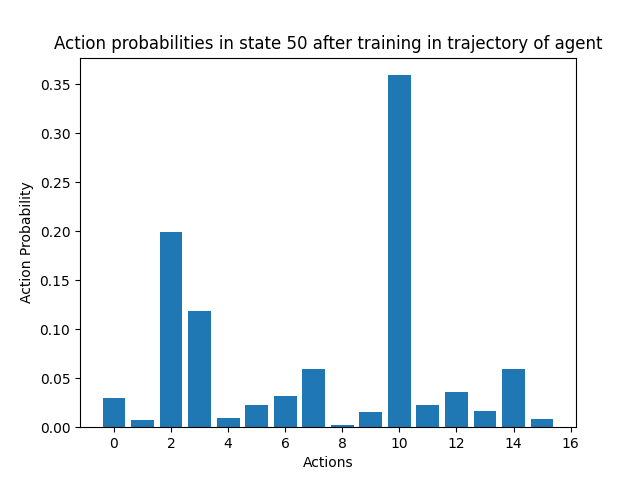 Action probabilities in state 50 after training in trajectory of agent
0.35
0.30
0.25
0.20
0.15
0.10
0.05
0.00
Action Probability
0 2 4 6 8 10 12 14 16
Actions